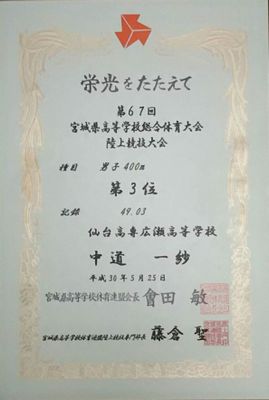 栄光をたたえて
第67回
宮城県高等学校総合体育大会
陸上競技大会
種目 男子400m
第3位
記録 49.03
仙台高専広瀬高等学校
中道 一紗
平成30年5月25日
宮城県高等学校体育連盟会長 會田 敏
宮城県高等学校体育連盟陸上競技専門部長 藤倉 聖